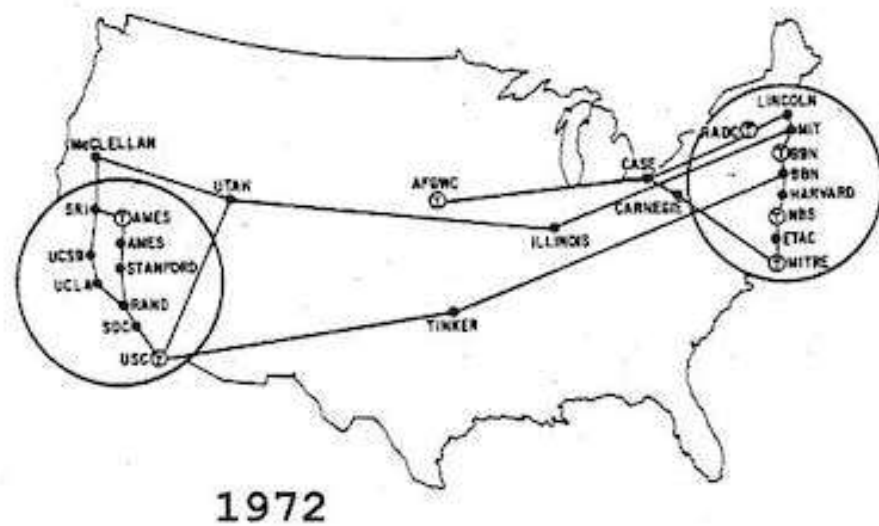 LINCOLN
RADC T
MIT
McCLELLAN
T BBN
CASE
UTAH
AFGWC
BBN
T
HARVARD
CARNEGIE
SRI
T AMES
T NBS
ILLINOIS
ETAC
AMES
UCSB
STANFORD
T MITRE
UCLA
RAND
TINKER
SDC
USC T
1972